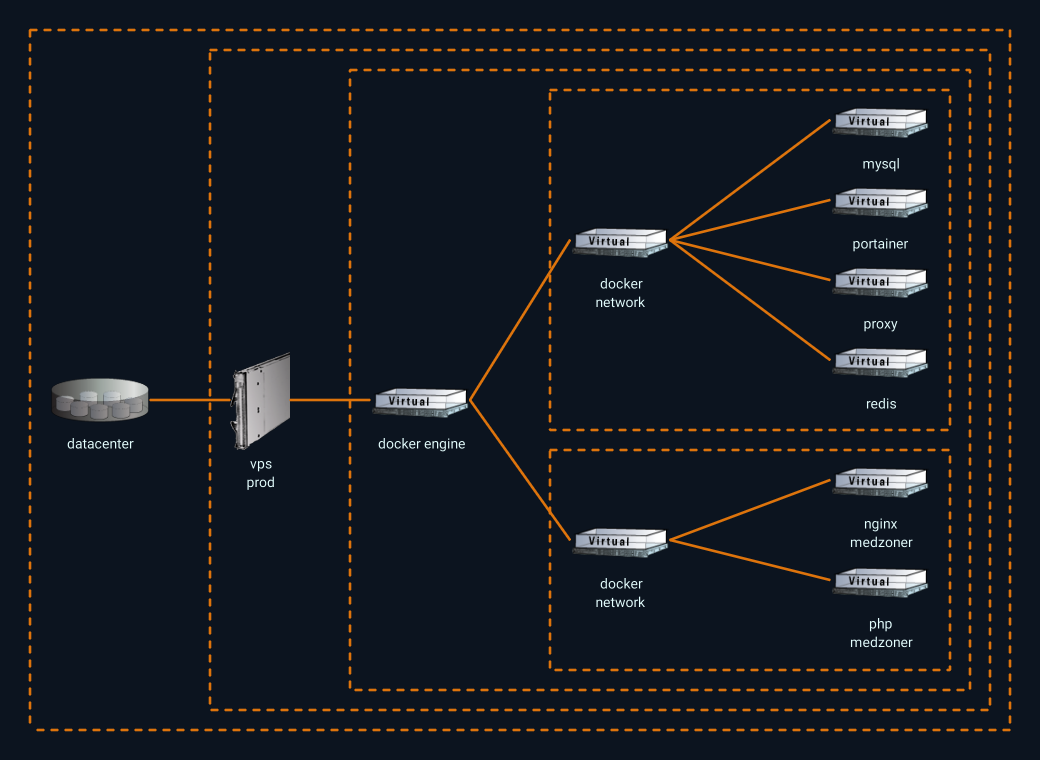 Virtual
mysql
Virtual
portainer
Virtual
docker
network
Virtual
proxy
Virtual
redis
datacenter
vps
prod
Virtual
docker engine
Virtual
docker
network
Virtual
nginx
medzoner
Virtual
php
medzoner